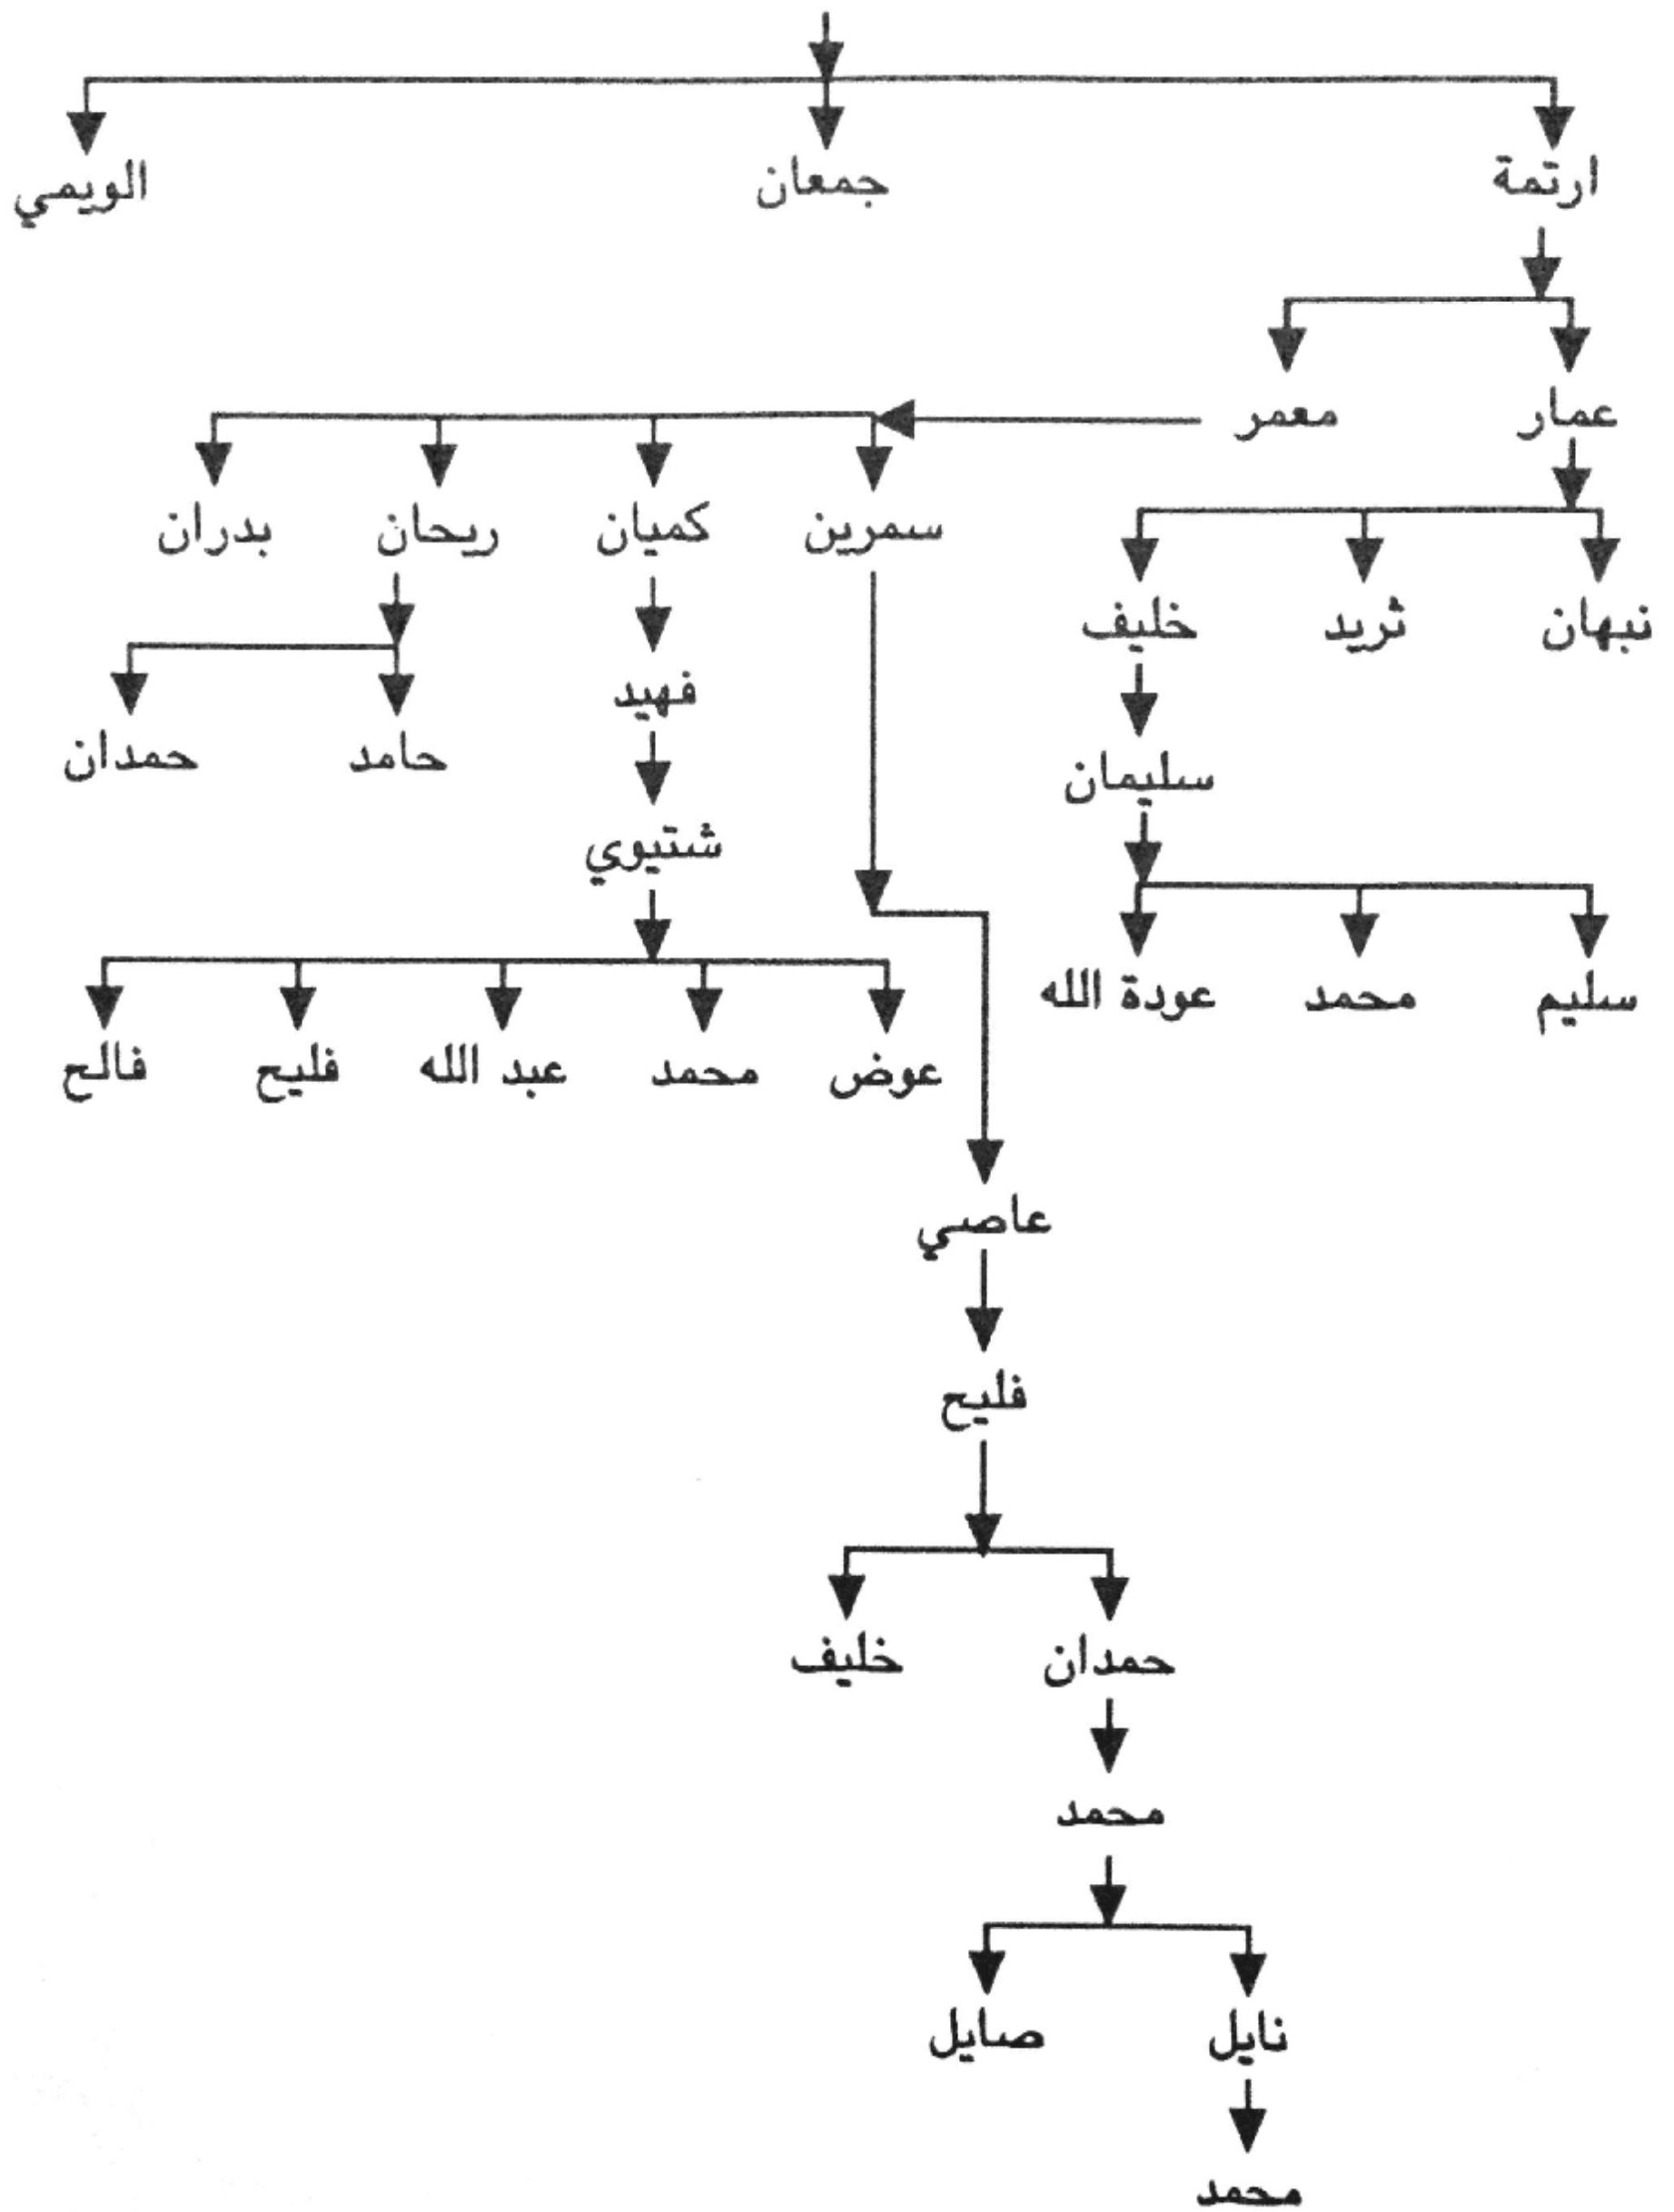 ارتمة جمعان الويمي
عمار معمر
سمرين كميان ريحان بدران
نبهان ثريد خليف
فهيد
حامد حمدان
سليمان
شتيوي
سليم محمد عودة الله
عوض محمد عبد الله فليح فالح
عاصي
فليح
حمدان خليف
محمد
نايل صايل
محمد